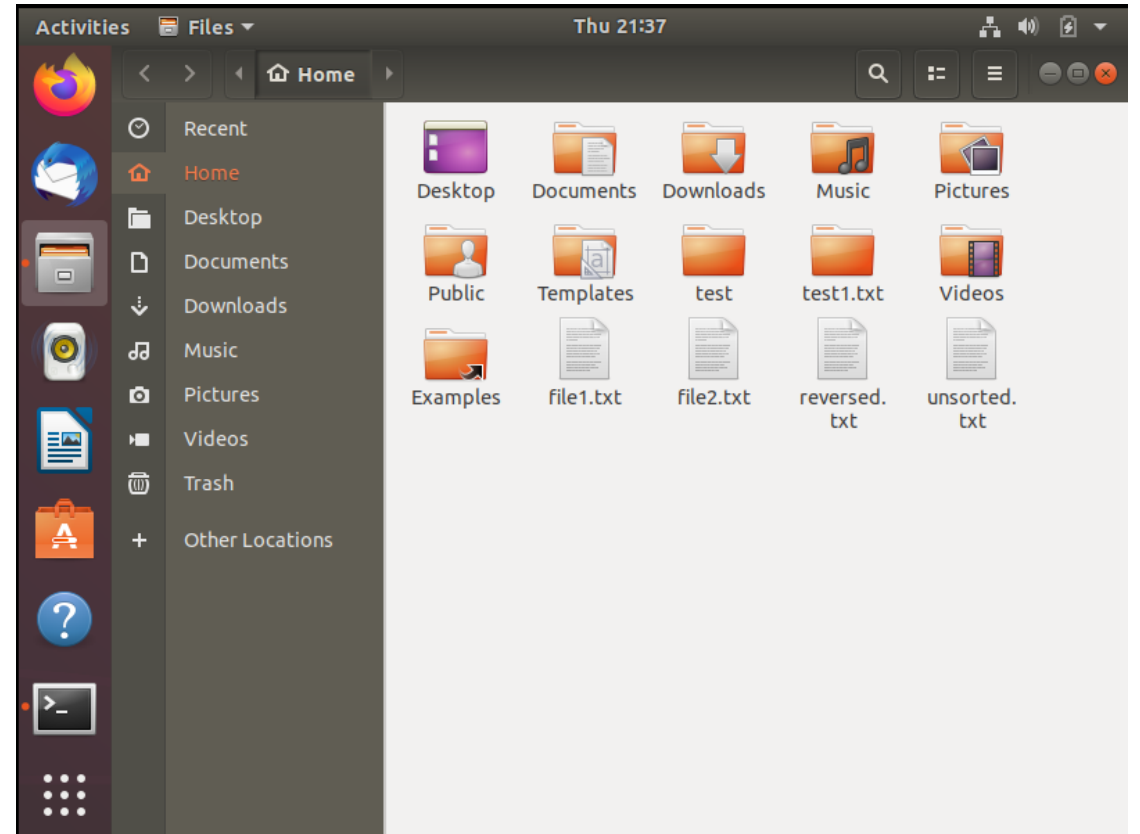 Activities Files Thu 21:37
Home
Recent
Home
Desktop
Documents
Downloads
Music
Pictures
Videos
Trash
Other Locations
Desktop Documents Downloads Music Pictures
Public Templates test test1.txt Videos
Examples file1.txt file2.txt reversed. unsorted.
txt txt